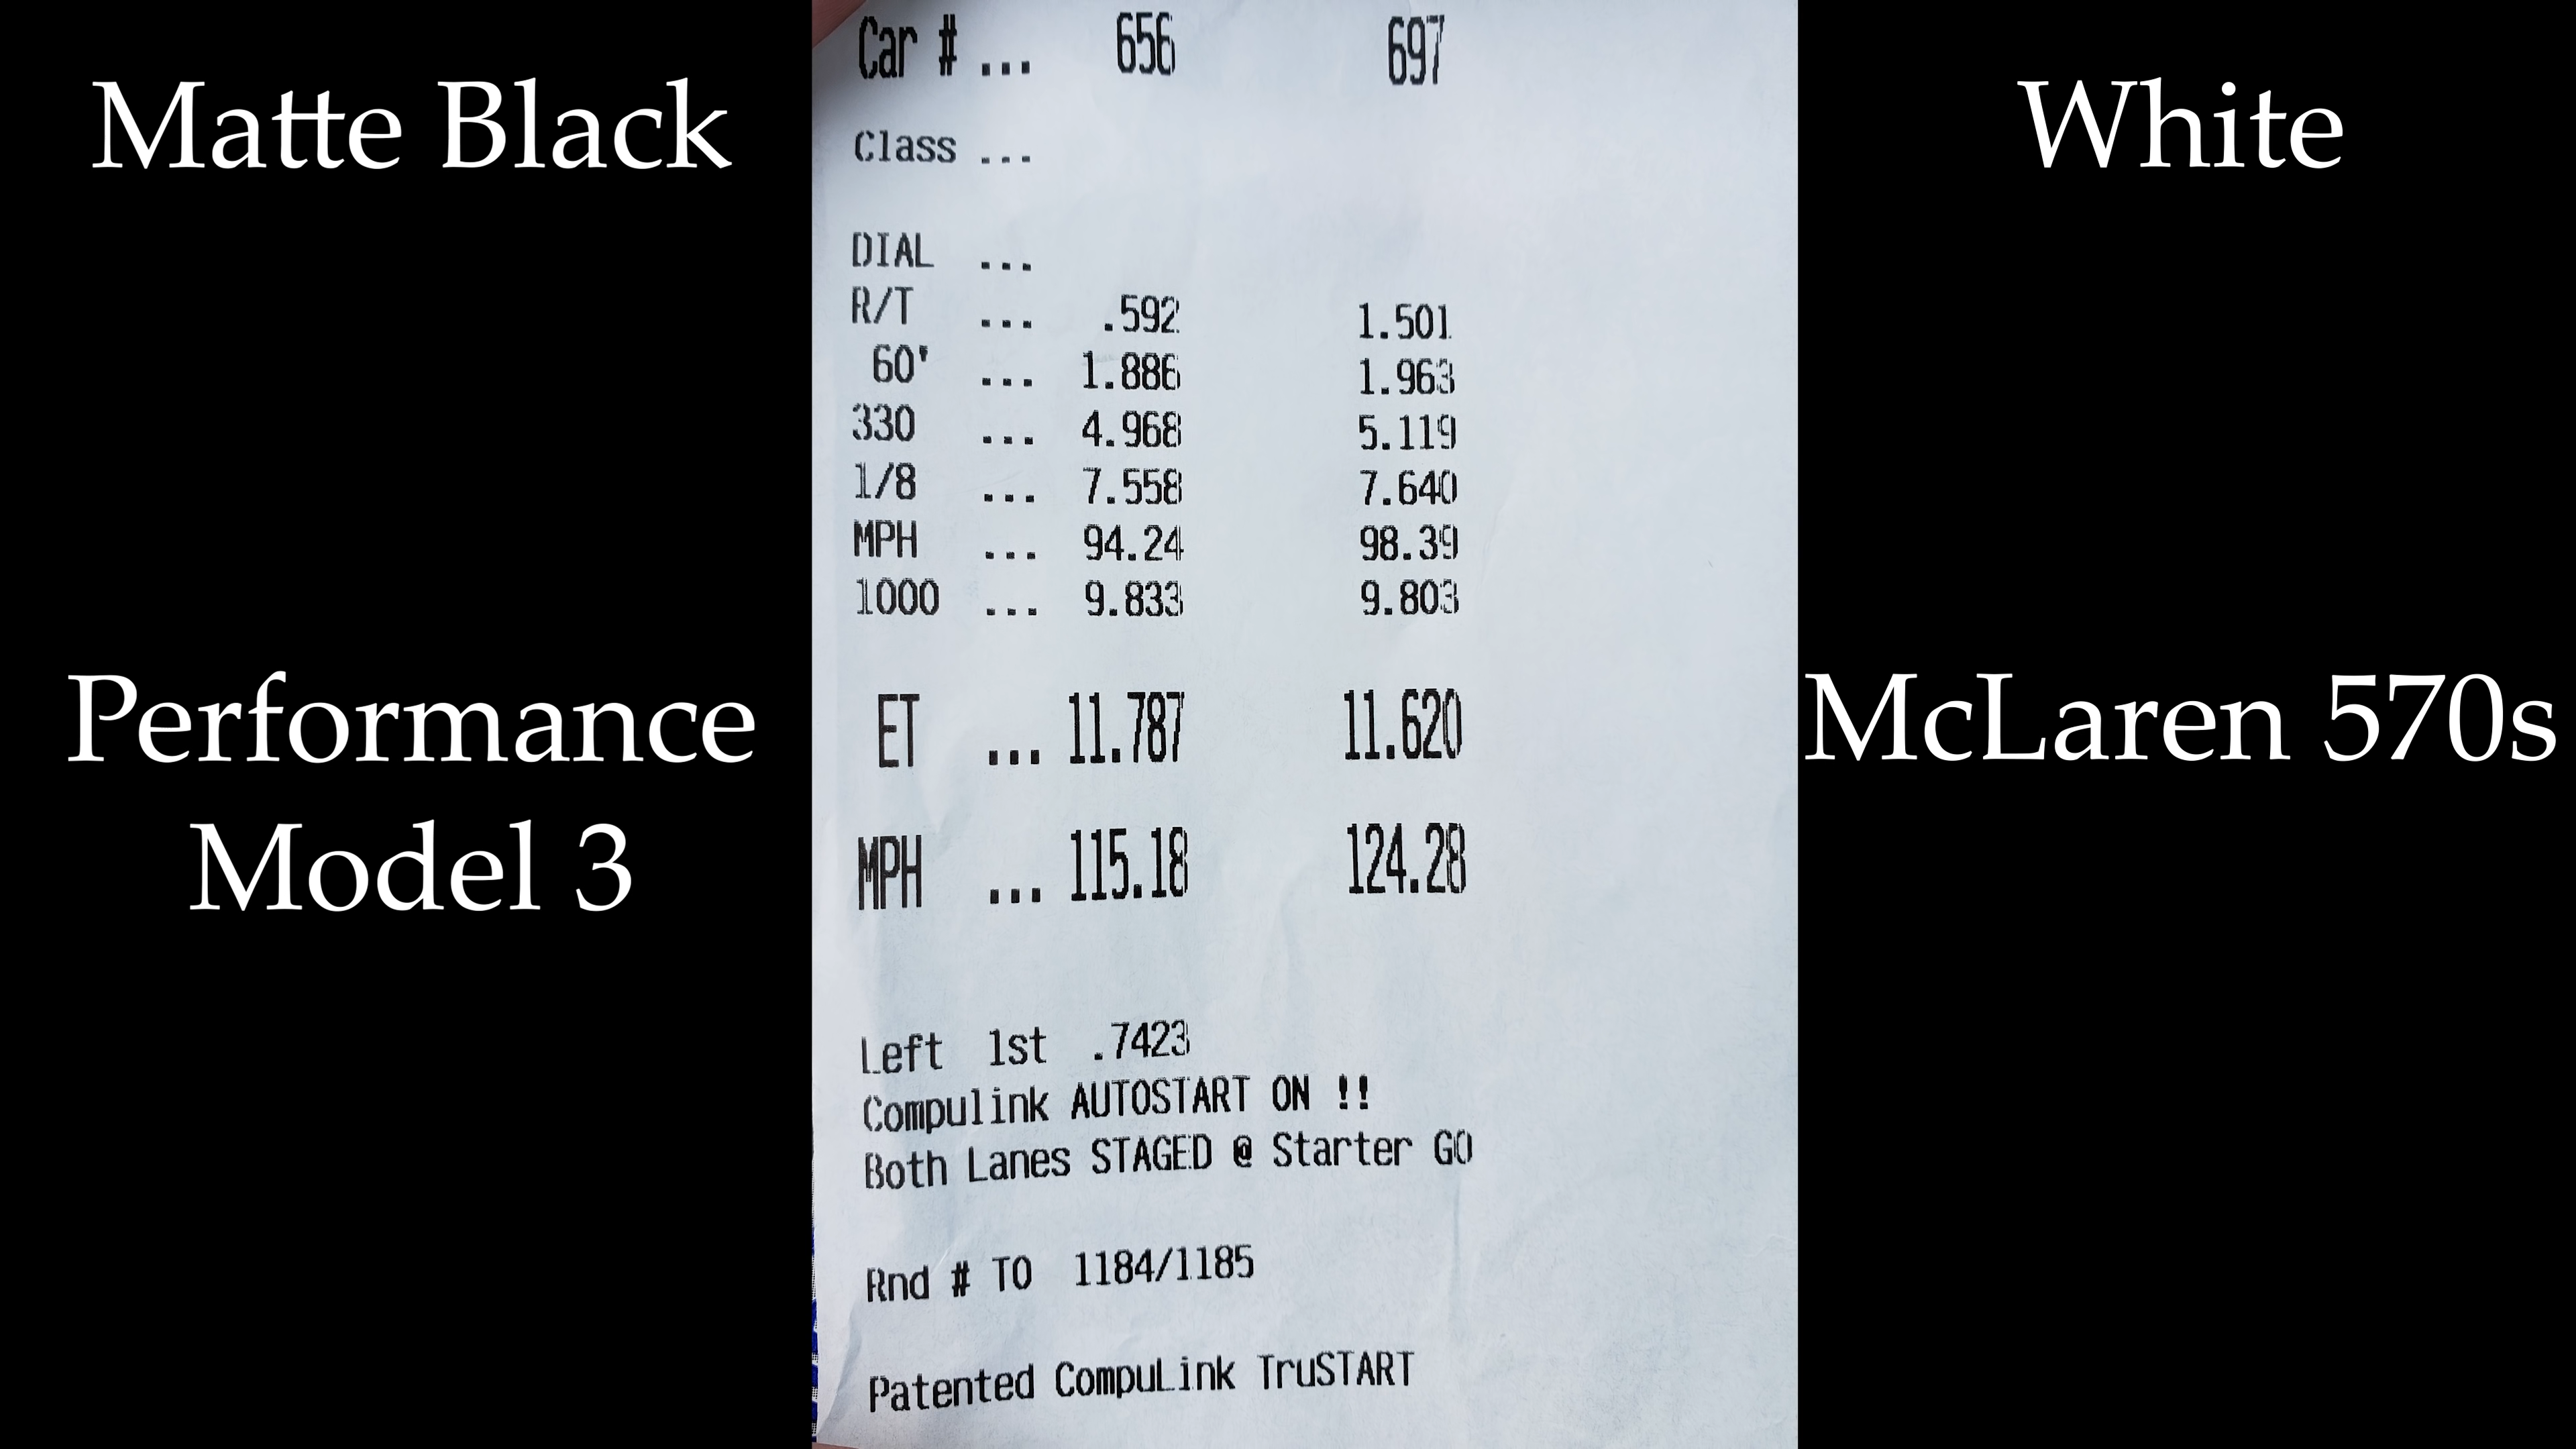 Matte Black
Performance
Model 3
Car # ... 656 697
Class ...
DIAL ...
R/T ... .592 1.501
60' ... 1.886 1.963
330 ... 4.968 5.119
1/8 ... 7.558 7.640
MPH ... 94.24 98.39
1000 ... 9.833 9.803
ET ... 11.787 11.620
MPH ... 115.18 124.28
Left 1st .7423
Compulink AUTOSTART ON !!
Both Lanes STAGED @ Starter GO
Rnd # TO 1184/1185
Patented CompuLink TruSTART
White
McLaren 570s